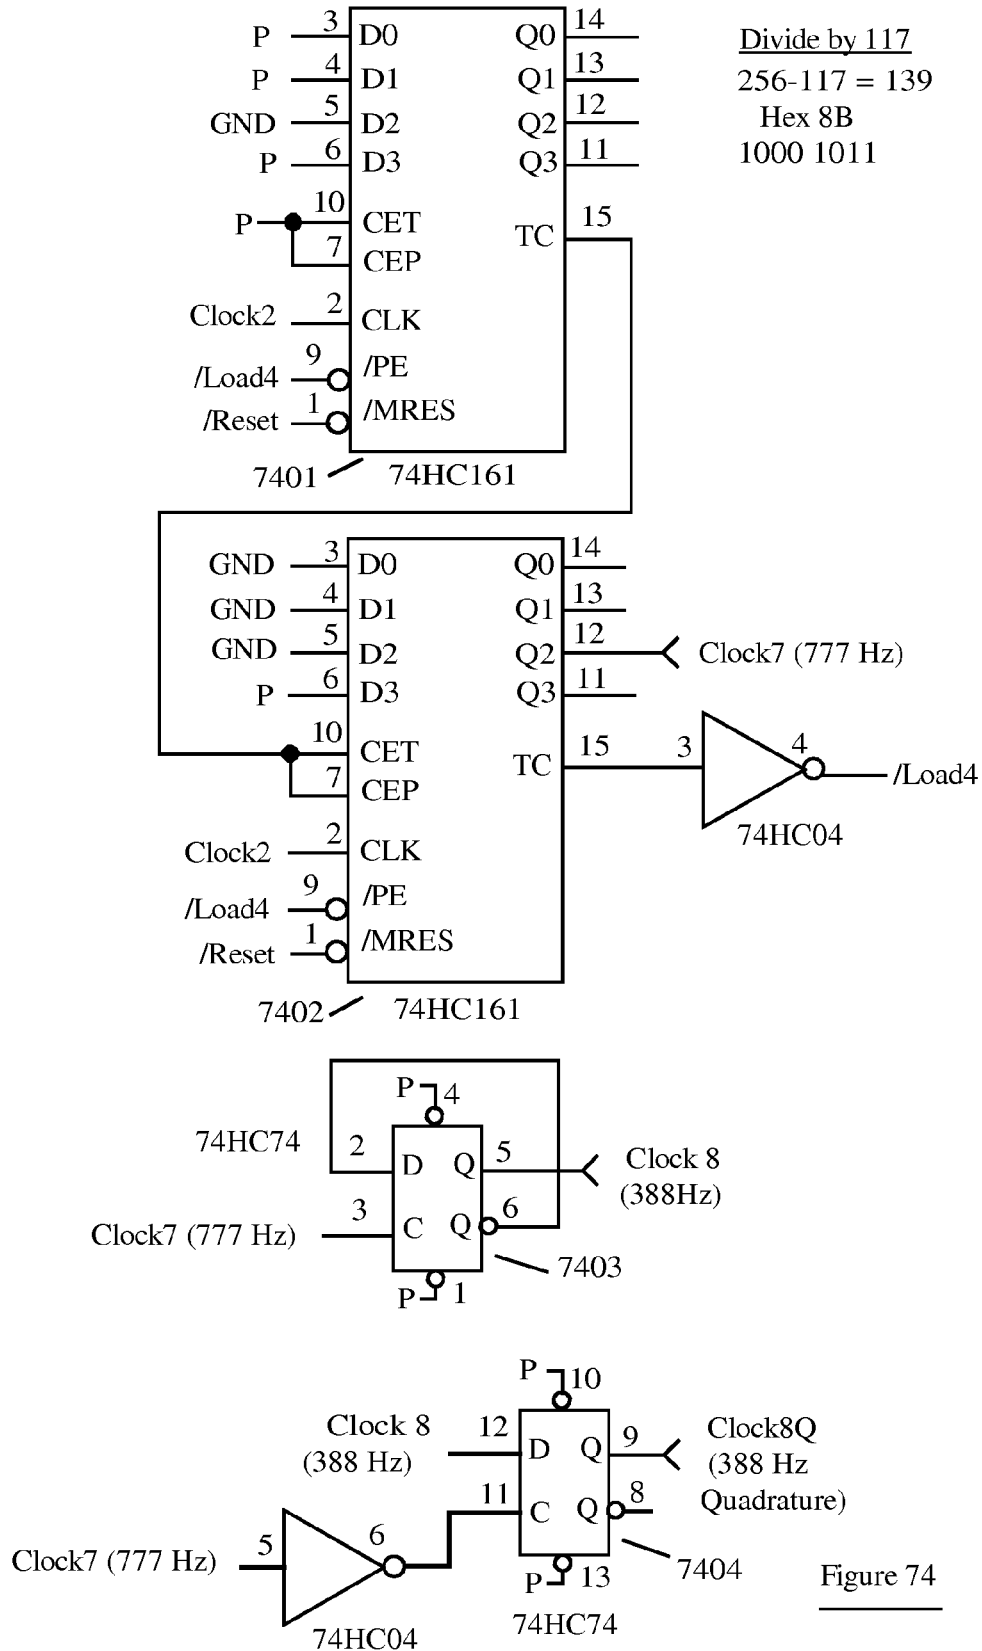 P 3 D0 Q0 14
P 4 D1 Q1 13
GND 5 D2 Q2 12
P 6 D3 Q3 11
P 10 CET
7 CEP
TC 15
Clock2 2 CLK
/Load4 9 /PE
/Reset 1 /MRES
7401 74HC161
Divide by 117
256-117 = 139
Hex 8B
1000 1011
GND 3 D0 Q0 14
GND 4 D1 Q1 13
GND 5 D2 Q2 12 Clock7 (777 Hz)
P 6 D3 Q3 11
10 CET
7 CEP
TC 15 3 4 /Load4
74HC04
Clock2 2 CLK
/Load4 9 /PE
/Reset 1 /MRES
7402 74HC161
P 4
74HC74
2 D Q 5 Clock 8
(388Hz)
Clock7 (777 Hz) 3 C Q 6
7403
P 1
P 10
Clock 8
(388 Hz)
12 D Q 9
Clock8Q
(388 Hz
Quadrature)
11 C Q 8
Clock7 (777 Hz) 5 6
74HC04
P 13
7404
74HC74
Figure 74